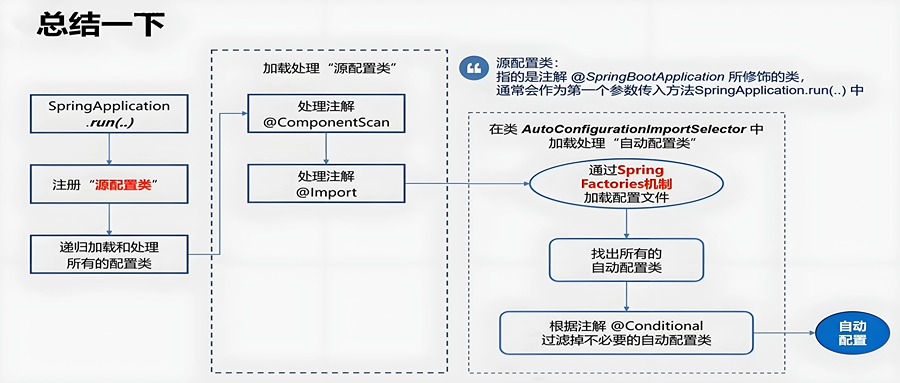 总结一下
SpringApplication
.run(..)
注册“源配置类”
递归加载和处理
所有的配置类
加载处理“源配置类”
处理注解
@ComponentScan
处理注解
@Import
源配置类：
指的是注解 @SpringBootApplication 所修饰的类，
通常会作为第一个参数传入方法SpringApplication.run(..) 中
在类 AutoConfigurationImportSelector 中
加载处理“自动配置类”
通过Spring
Factories机制
加载配置文件
找出所有的
自动配置类
根据注解 @Conditional
过滤掉不必要的自动配置类
自动
配置